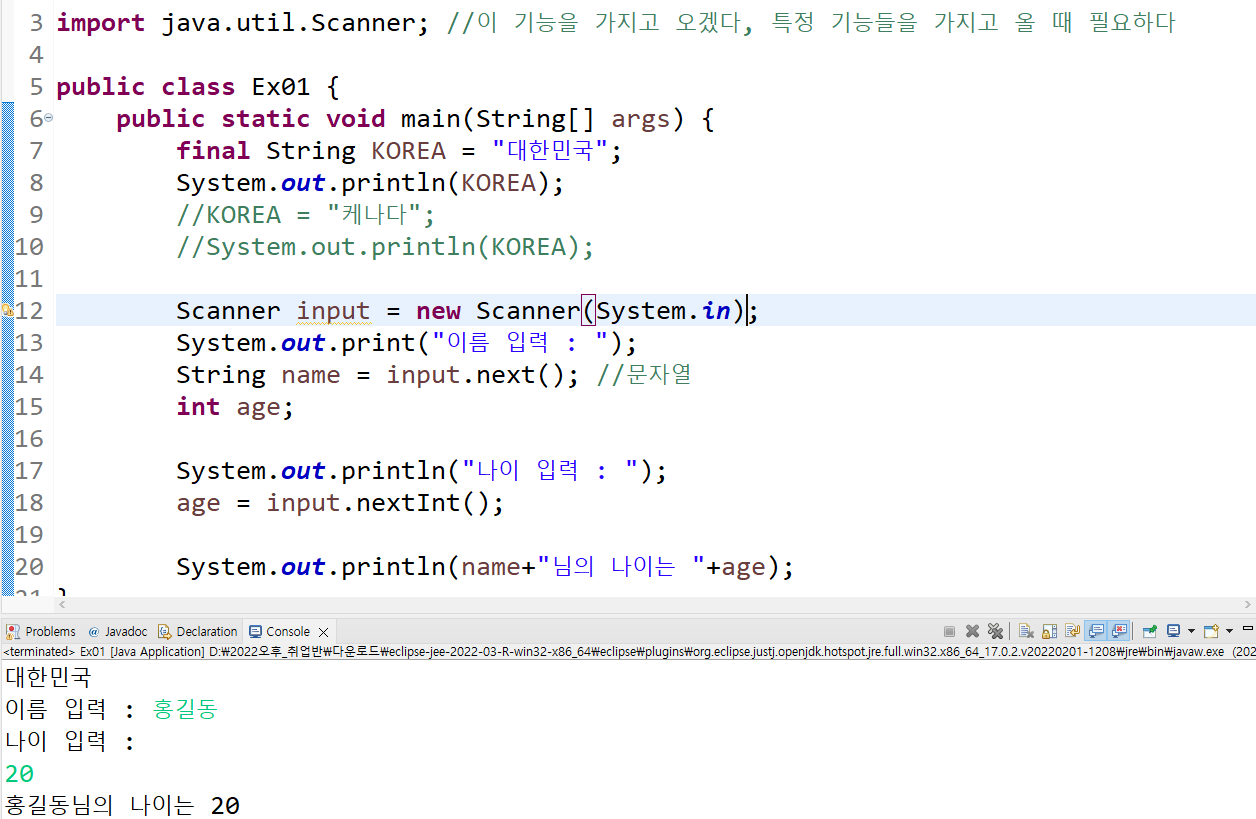 3 import java.util.Scanner; //이 기능을 가지고 오겠다, 특정 기능들을 가지고 올 때 필요하다
4
5 public class Ex01 {
6 public static void main(String[] args) {
7 final String KOREA = "대한민국";
8 System.out.println(KOREA);
9 //KOREA = "케나다";
10 //System.out.println(KOREA);
11
12 Scanner input = new Scanner(System.in);
13 System.out.print("이름 입력 : ");
14 String name = input.next(); //문자열
15 int age;
16
17 System.out.println("나이 입력 : ");
18 age = input.nextInt();
19
20 System.out.println(name+"님의 나이는 "+age);
21 }
Problems @ Javadoc Declaration Console
<terminated> Ex01 [Java Application] D:₩2022오후_취업반₩다운로드₩eclipse-jee-2022-03-R-win32-x86_64₩eclipse₩plugins₩org.eclipse.justj.openjdk.hotspot.jre.full.win32.x86_64_17.0.2.v20220201-1208₩jre₩bin₩javaw.exe (202
대한민국
이름 입력 : 홍길동
나이 입력 :
20
홍길동님의 나이는 20